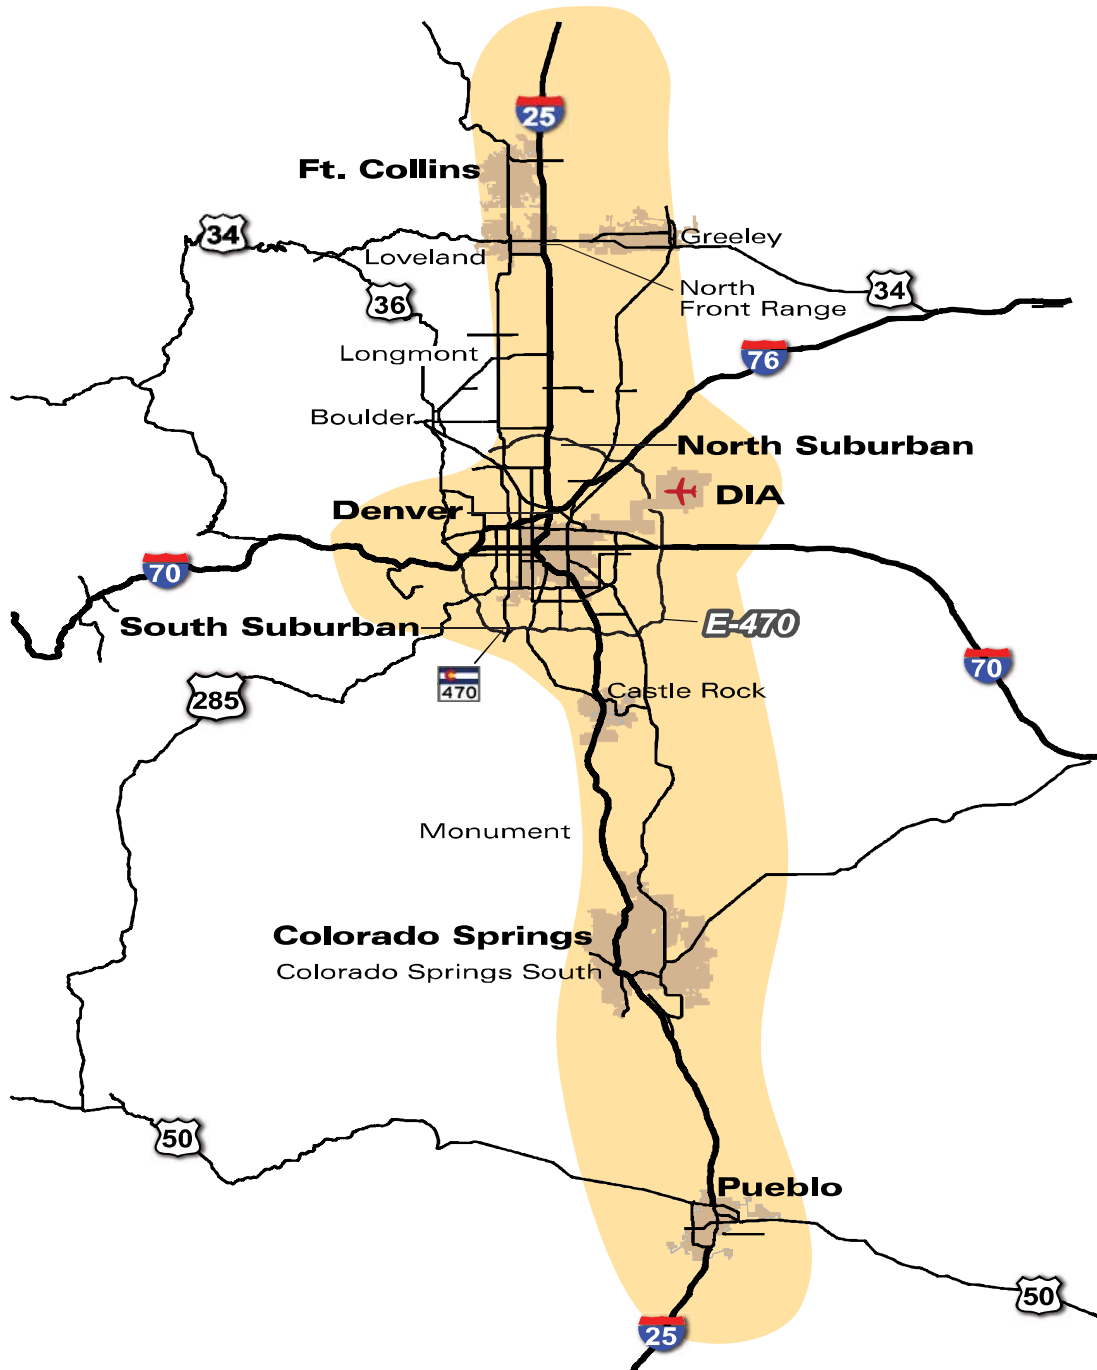 25
Ft. Collins
34
Greeley
Loveland
36
North
Front Range
34
Longmont
76
Boulder
North Suburban
DIA
Denver
70
South Suburban
E-470
70
470
285
Castle Rock
Monument
Colorado Springs
Colorado Springs South
50
Pueblo
50
25